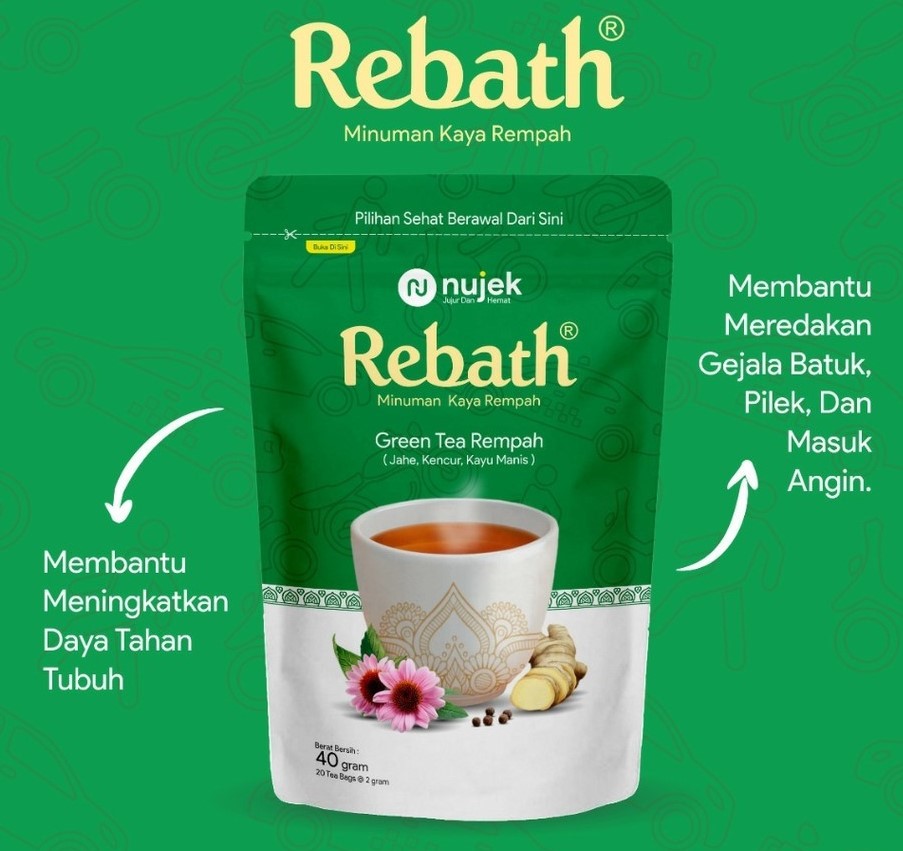 Rebath®
Minuman Kaya Rempah
Pilihan Sehat Berawal Dari Sini
Buka Di Sini
nujek
Jujur Dan Hemat
Rebath®
Minuman Kaya Rempah
Green Tea Rempah
( Jahe, Kencur, Kayu Manis )
Membantu
Meredakan
Gejala Batuk,
Pilek, Dan
Masuk
Angin.
Membantu
Meningkatkan
Daya Tahan
Tubuh
Berat Bersih :
40 gram
20 Tea Bags @ 2 gram